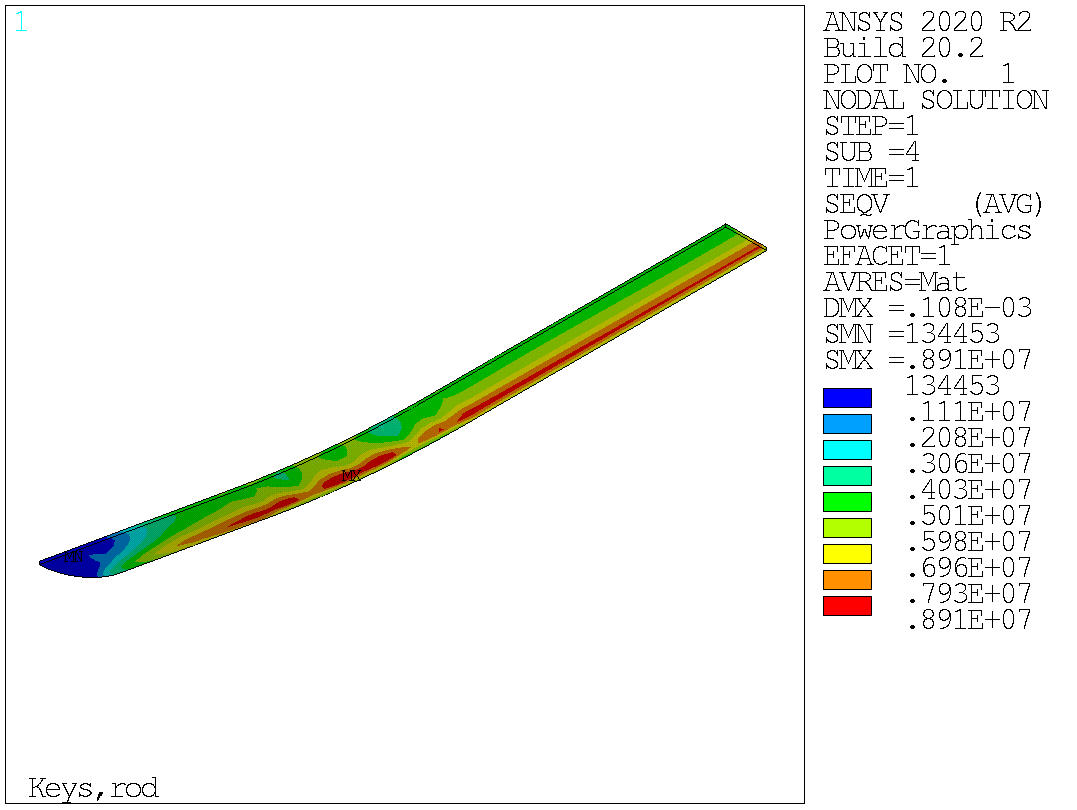 1
ANSYS 2020 R2
Build 20.2
PLOT NO.   1
NODAL SOLUTION
STEP=1
SUB =4
TIME=1
SEQV     (AVG)
PowerGraphics
EFACET=1
AVRES=Mat
DMX =.108E-03
SMN =134453
SMX =.891E+07
134453
.111E+07
.208E+07
.306E+07
.403E+07
.501E+07
.598E+07
.696E+07
.793E+07
.891E+07
MX
Keys,rod